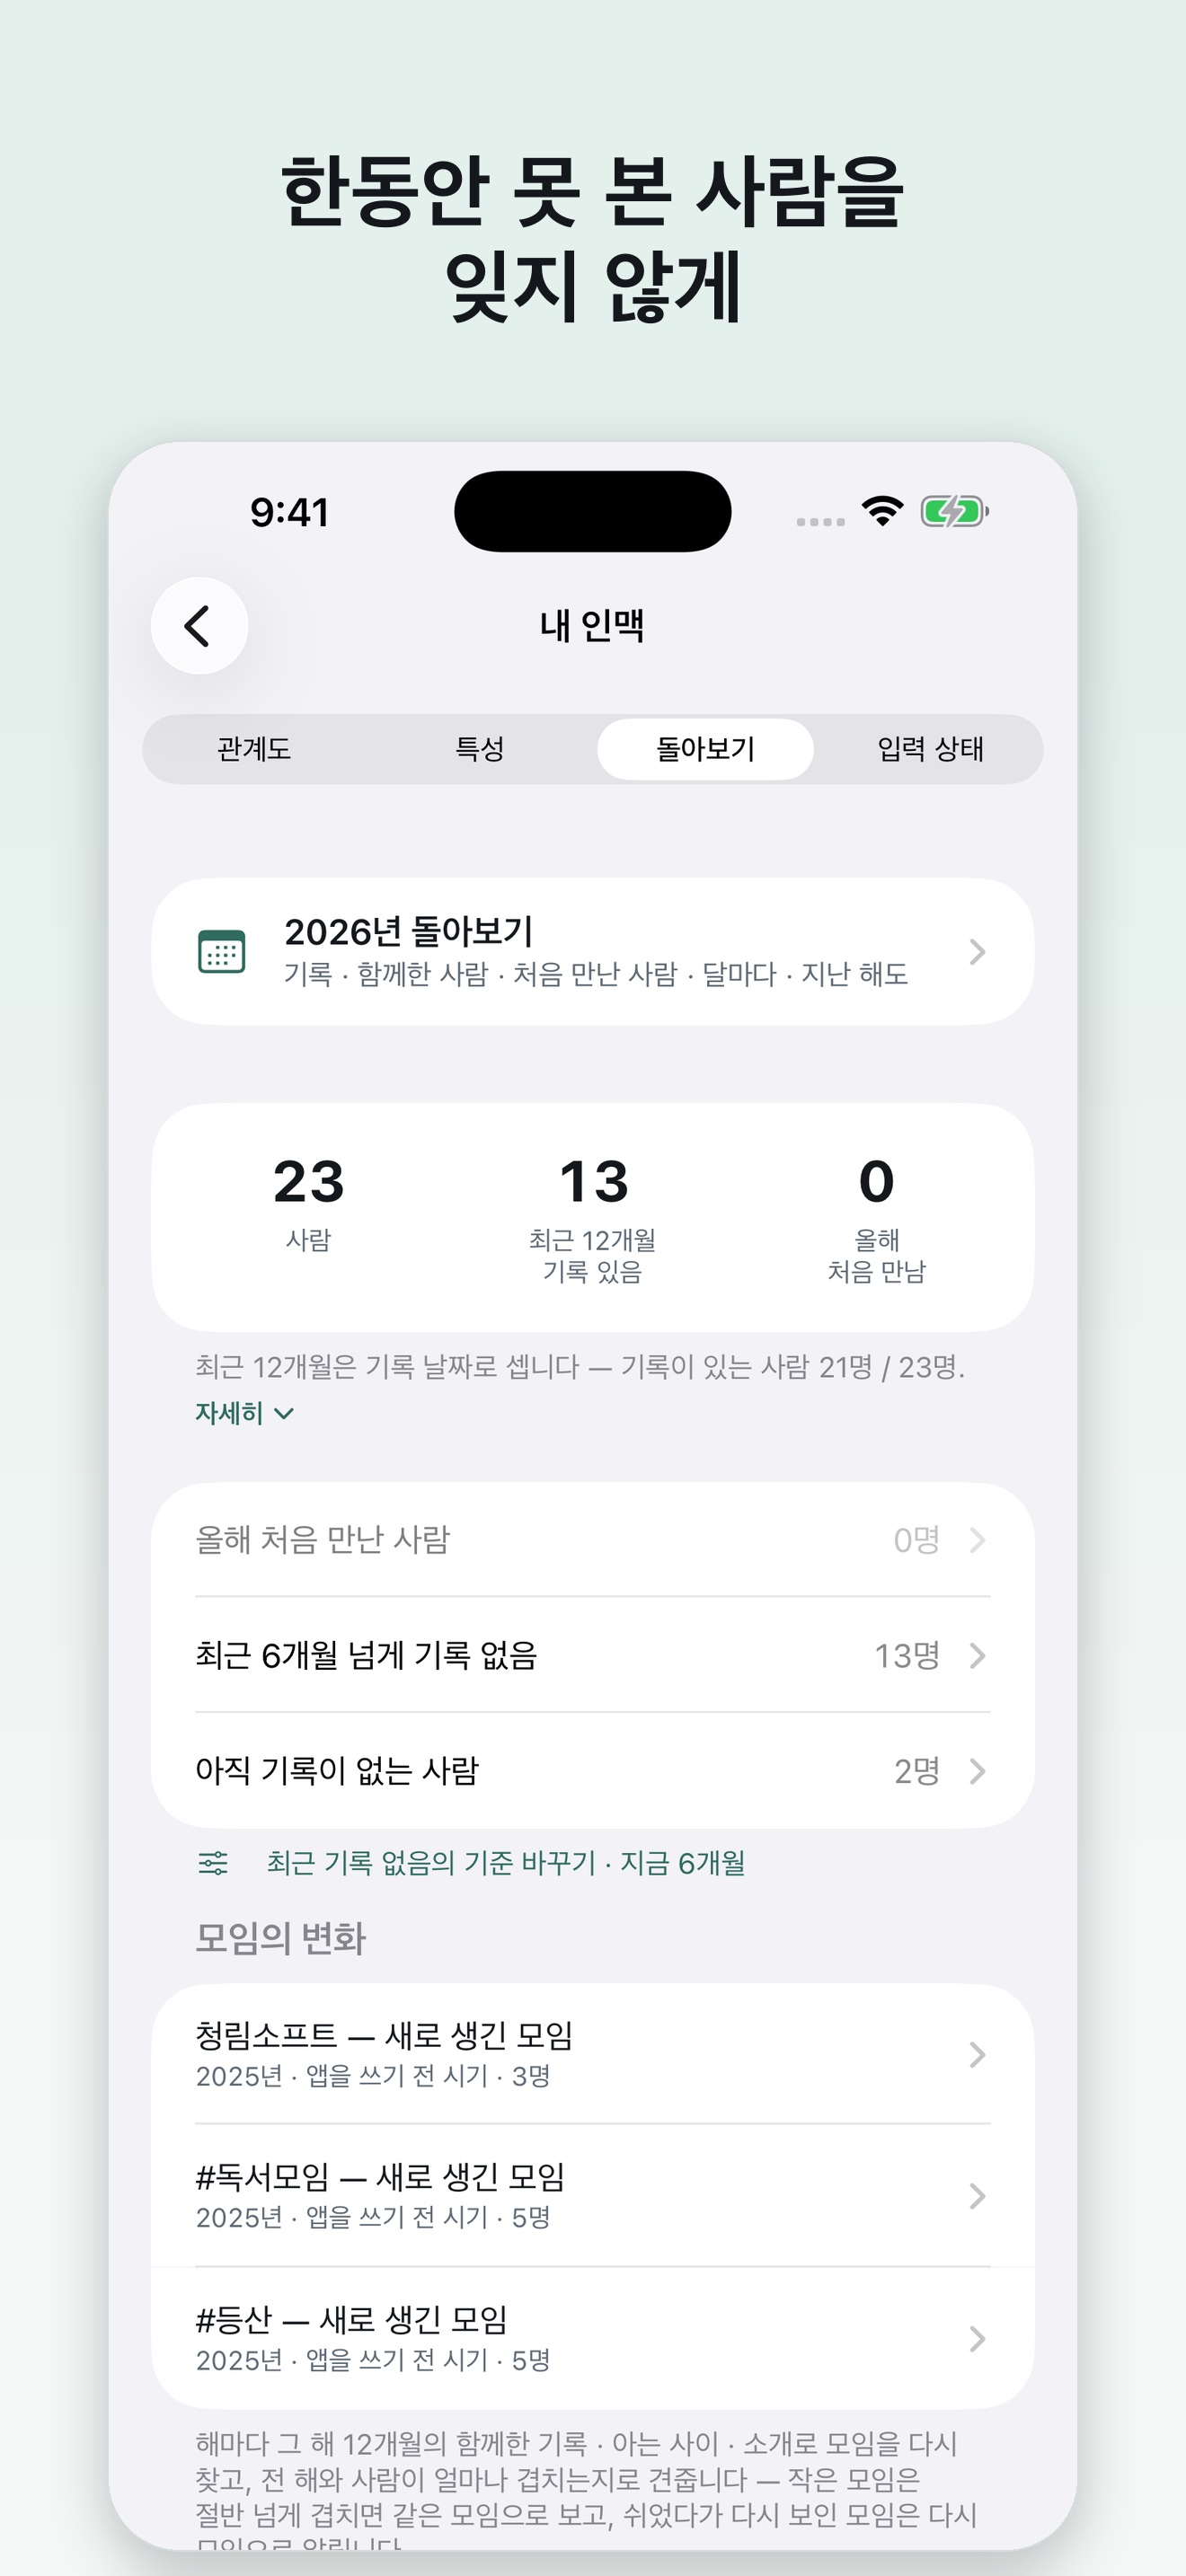 한동안 못 본 사람을
잊지 않게
9:41
내 인맥
관계도 특성 돌아보기 입력 상태
2026년 돌아보기
기록 · 함께한 사람 · 처음 만난 사람 · 달마다 · 지난 해도
23 13 0
사람 최근 12개월 올해
기록 있음 처음 만남
최근 12개월은 기록 날짜로 셉니다 — 기록이 있는 사람 21명 / 23명.
자세히
올해 처음 만난 사람 0명
최근 6개월 넘게 기록 없음 13명
아직 기록이 없는 사람 2명
최근 기록 없음의 기준 바꾸기 · 지금 6개월
모임의 변화
청림소프트 — 새로 생긴 모임
2025년 · 앱을 쓰기 전 시기 · 3명
#독서모임 — 새로 생긴 모임
2025년 · 앱을 쓰기 전 시기 · 5명
#등산 — 새로 생긴 모임
2025년 · 앱을 쓰기 전 시기 · 5명
해마다 그 해 12개월의 함께한 기록 · 아는 사이 · 소개로 모임을 다시
찾고, 전 해와 사람이 얼마나 겹치는지로 견줍니다 — 작은 모임은
절반 넘게 겹치면 같은 모임으로 보고, 쉬었다가 다시 보인 모임은 다시